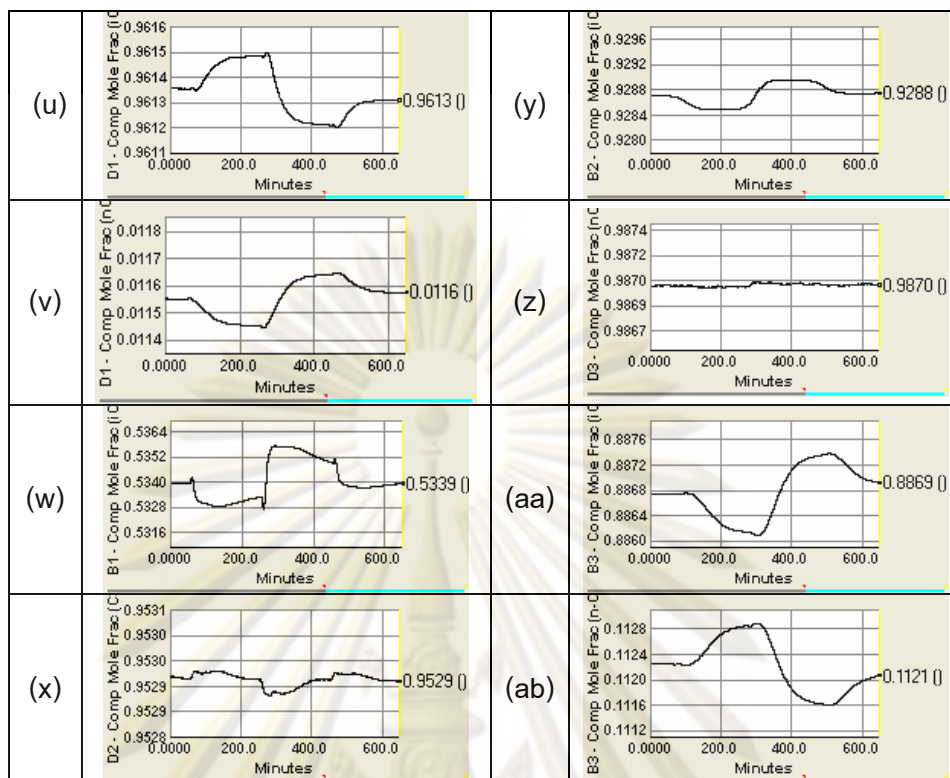 (u)
D1 - Comp Mole Frac (i C
0.9616
0.9615
0.9614
0.9613
0.9612
0.9611
0.0000 200.0 400.0 600.0
Minutes
0.9613 ()
(y)
B2 - Comp Mole Frac (i C
0.9296
0.9292
0.9288
0.9284
0.9280
0.0000 200.0 400.0 600.0
Minutes
0.9288 ()
(v)
D1 - Comp Mole Frac (n C
0.0118
0.0116
0.0116
0.0115
0.0114
0.0000 200.0 400.0 600.0
Minutes
0.0116 ()
(z)
D3 - Comp Mole Frac (n C
0.9874
0.9872
0.9870
0.9869
0.9867
0.0000 200.0 400.0 600.0
Minutes
0.9870 ()
(w)
B1 - Comp Mole Frac (i C
0.5364
0.5352
0.5340
0.5328
0.5316
0.0000 200.0 400.0 600.0
Minutes
0.5339 ()
(aa)
B3 - Comp Mole Frac (i C
0.8876
0.8872
0.8868
0.8864
0.8860
0.0000 200.0 400.0 600.0
Minutes
0.8869 ()
(x)
D2 - Comp Mole Frac (C
0.9531
0.9530
0.9530
0.9529
0.9529
0.9528
0.0000 200.0 400.0 600.0
Minutes
0.9529 ()
(ab)
B3 - Comp Mole Frac (n-C
0.1128
0.1124
0.1120
0.1116
0.1112
0.0000 200.0 400.0 600.0
Minutes
0.1121 ()